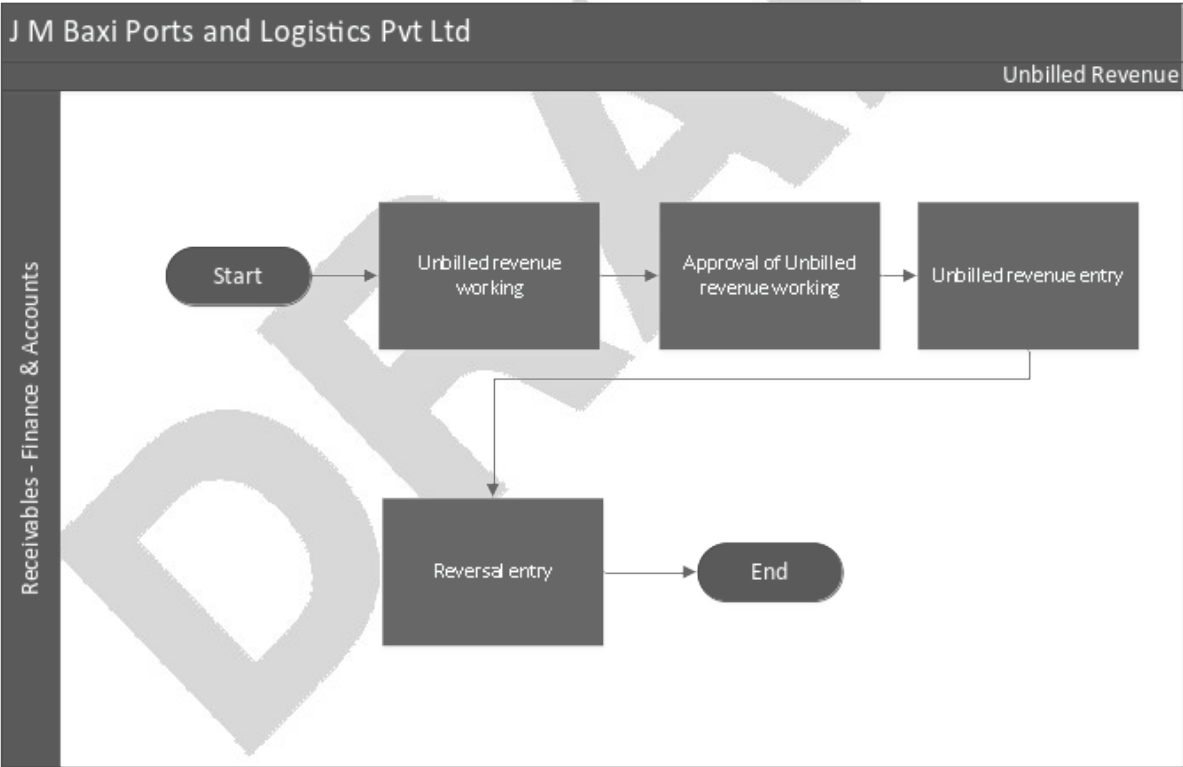 J M Baxi Ports and Logistics Pvt Ltd
Unbilled Revenue
Receivables - Finance & Accounts
Start
Unbilled revenue
working
Approval of Unbilled
revenue working
Unbilled revenue entry
Reversal entry
End
DRA